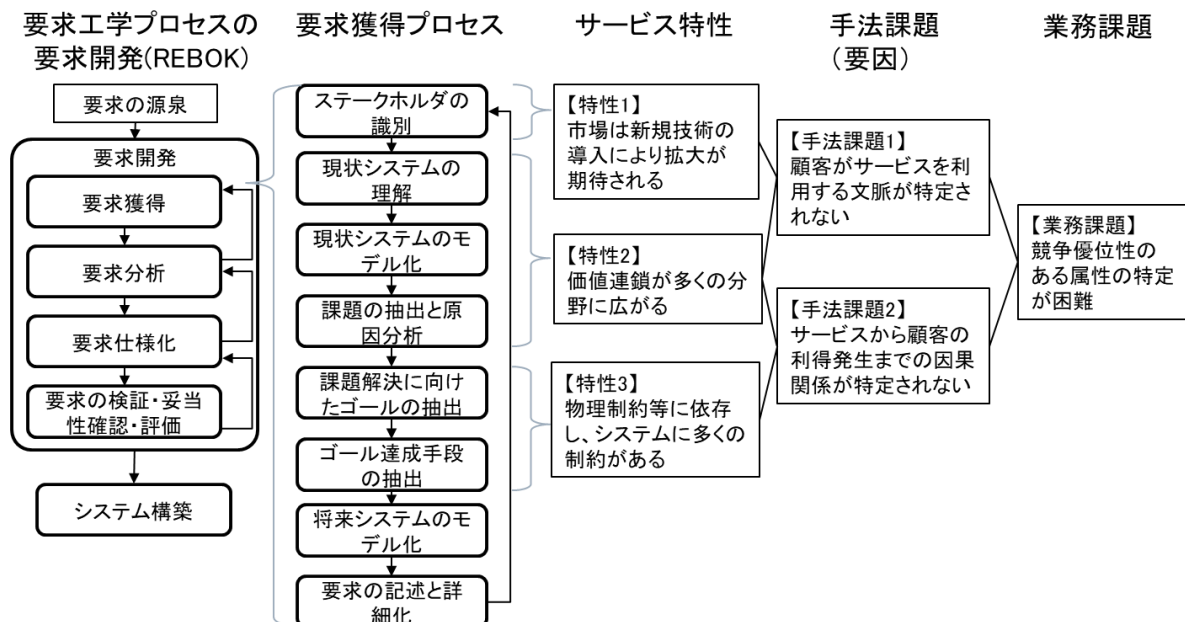 要求工学プロセスの
要求開発(REBOK)
要求の源泉
要求開発
要求獲得
要求分析
要求仕様化
要求の検証・妥当
性確認・評価
システム構築
要求獲得プロセス
ステークホルダの
識別
現状システムの
理解
現状システムのモ
デル化
課題の抽出と原
因分析
課題解決に向け
たゴールの抽出
ゴール達成手段
の抽出
将来システムのモ
デル化
要求の記述と詳
細化
サービス特性
【特性1】
市場は新規技術の
導入により拡大が
期待される
【特性2】
価値連鎖が多くの分
野に広がる
【特性3】
物理制約等に依存
し、システムに多くの
制約がある
手法課題
(要因)
【手法課題1】
顧客がサービスを利
用する文脈が特定さ
れない
【手法課題2】
サービスから顧客の
利得発生までの因果
関係が特定されない
業務課題
【業務課題】
競争優位性の
ある属性の特定
が困難